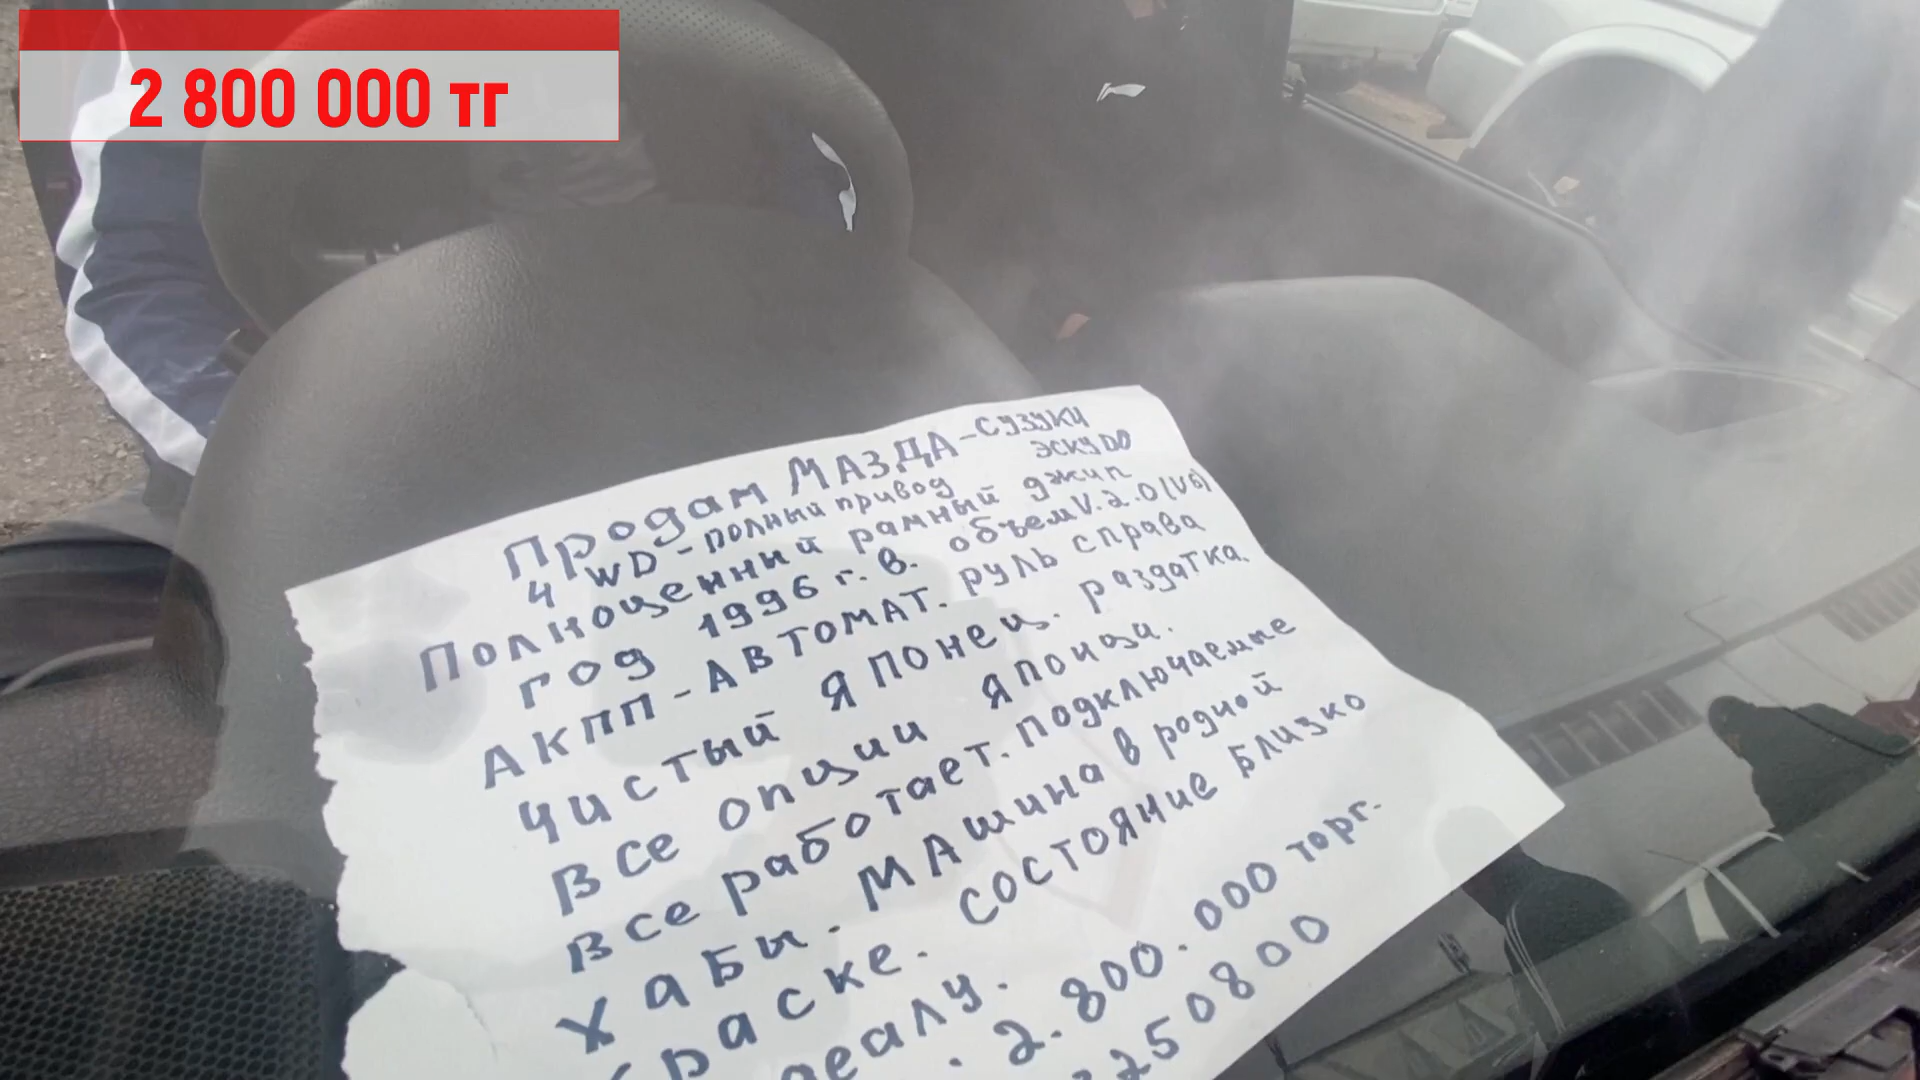 2 800 000 тг
Продам МАЗДА-СУЗУКИ
ЭСКУДО
4 WD - полный привод
Полноценный рамный джип
год 1996 г. в. объем V. 2.0 (V6)
АКПП - АВТОМАТ. руль справа
чистый японец. раздатка.
Все опции японии.
Все работает. подключаемые
хабы. МАшина в родной
краске. состояние Близко
2.800.000 торг.
250800